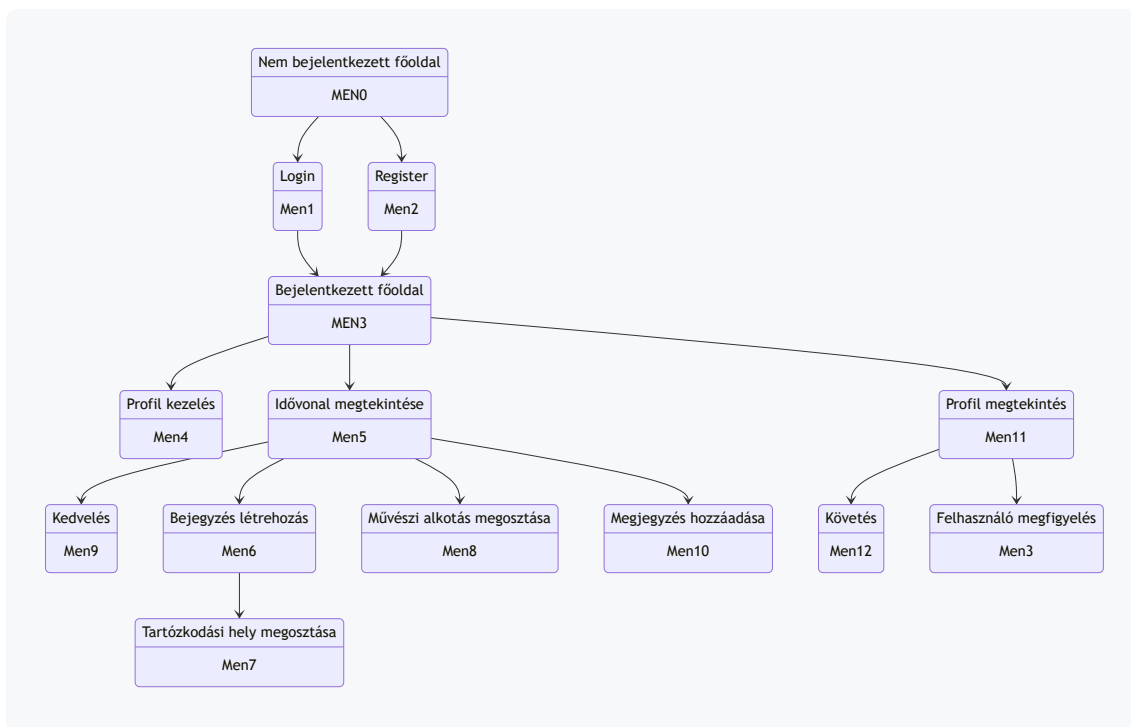 Nem bejelentkezett főoldal
MEN0
Login
Men1
Register
Men2
Bejelentkezett főoldal
MEN3
Profil kezelés
Men4
Idővonal megtekintése
Men5
Profil megtekintés
Men11
Kedvelés
Men9
Bejegyzés létrehozás
Men6
Művészi alkotás megosztása
Men8
Megjegyzés hozzáadása
Men10
Követés
Men12
Felhasználó megfigyelés
Men3
Tartózkodási hely megosztása
Men7